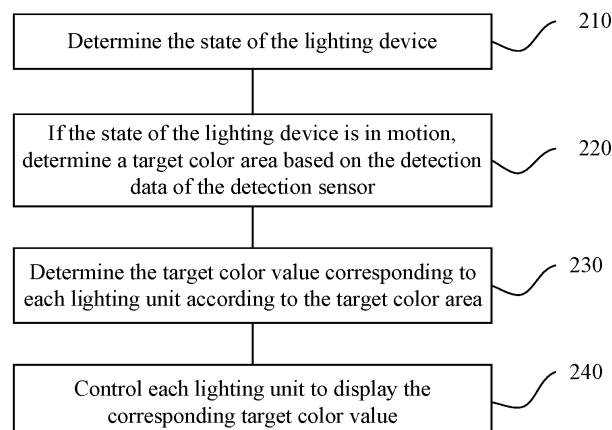 Determine the state of the lighting device
210
If the state of the lighting device is in motion,
determine a target color area based on the detection
data of the detection sensor
220
Determine the target color value corresponding to
each lighting unit according to the target color area
230
Control each lighting unit to display the
corresponding target color value
240